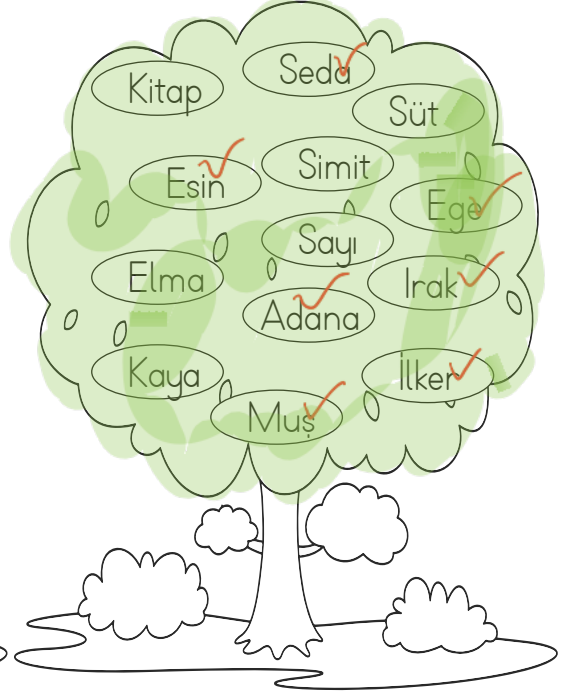 Seda
Kitap
Süt
Simit
Esin
Ege
Sayı
Elma
Irak
Adana
Kaya
İlker
Muş